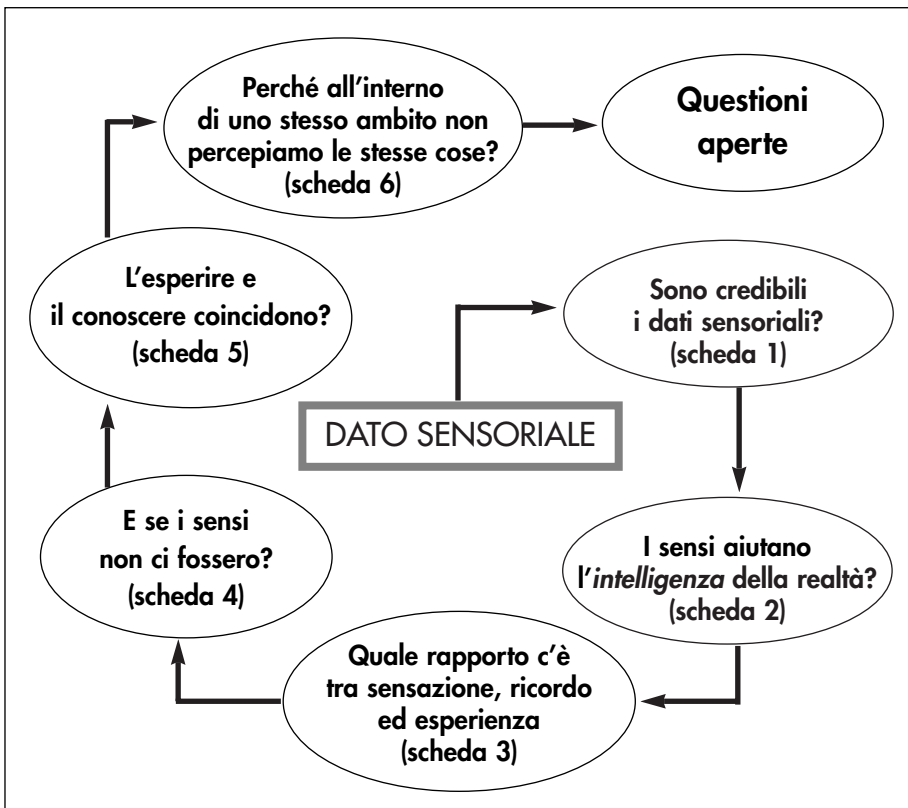 DATO SENSORIALE
Sono credibili
i dati sensoriali?
(scheda 1)
I sensi aiutano
l'intelligenza della realtà?
(scheda 2)
Quale rapporto c'è
tra sensazione, ricordo
ed esperienza
(scheda 3)
E se i sensi
non ci fossero?
(scheda 4)
L'esperire e
il conoscere coincidono?
(scheda 5)
Perché all'interno
di uno stesso ambito non
percepiamo le stesse cose?
(scheda 6)
Questioni
aperte